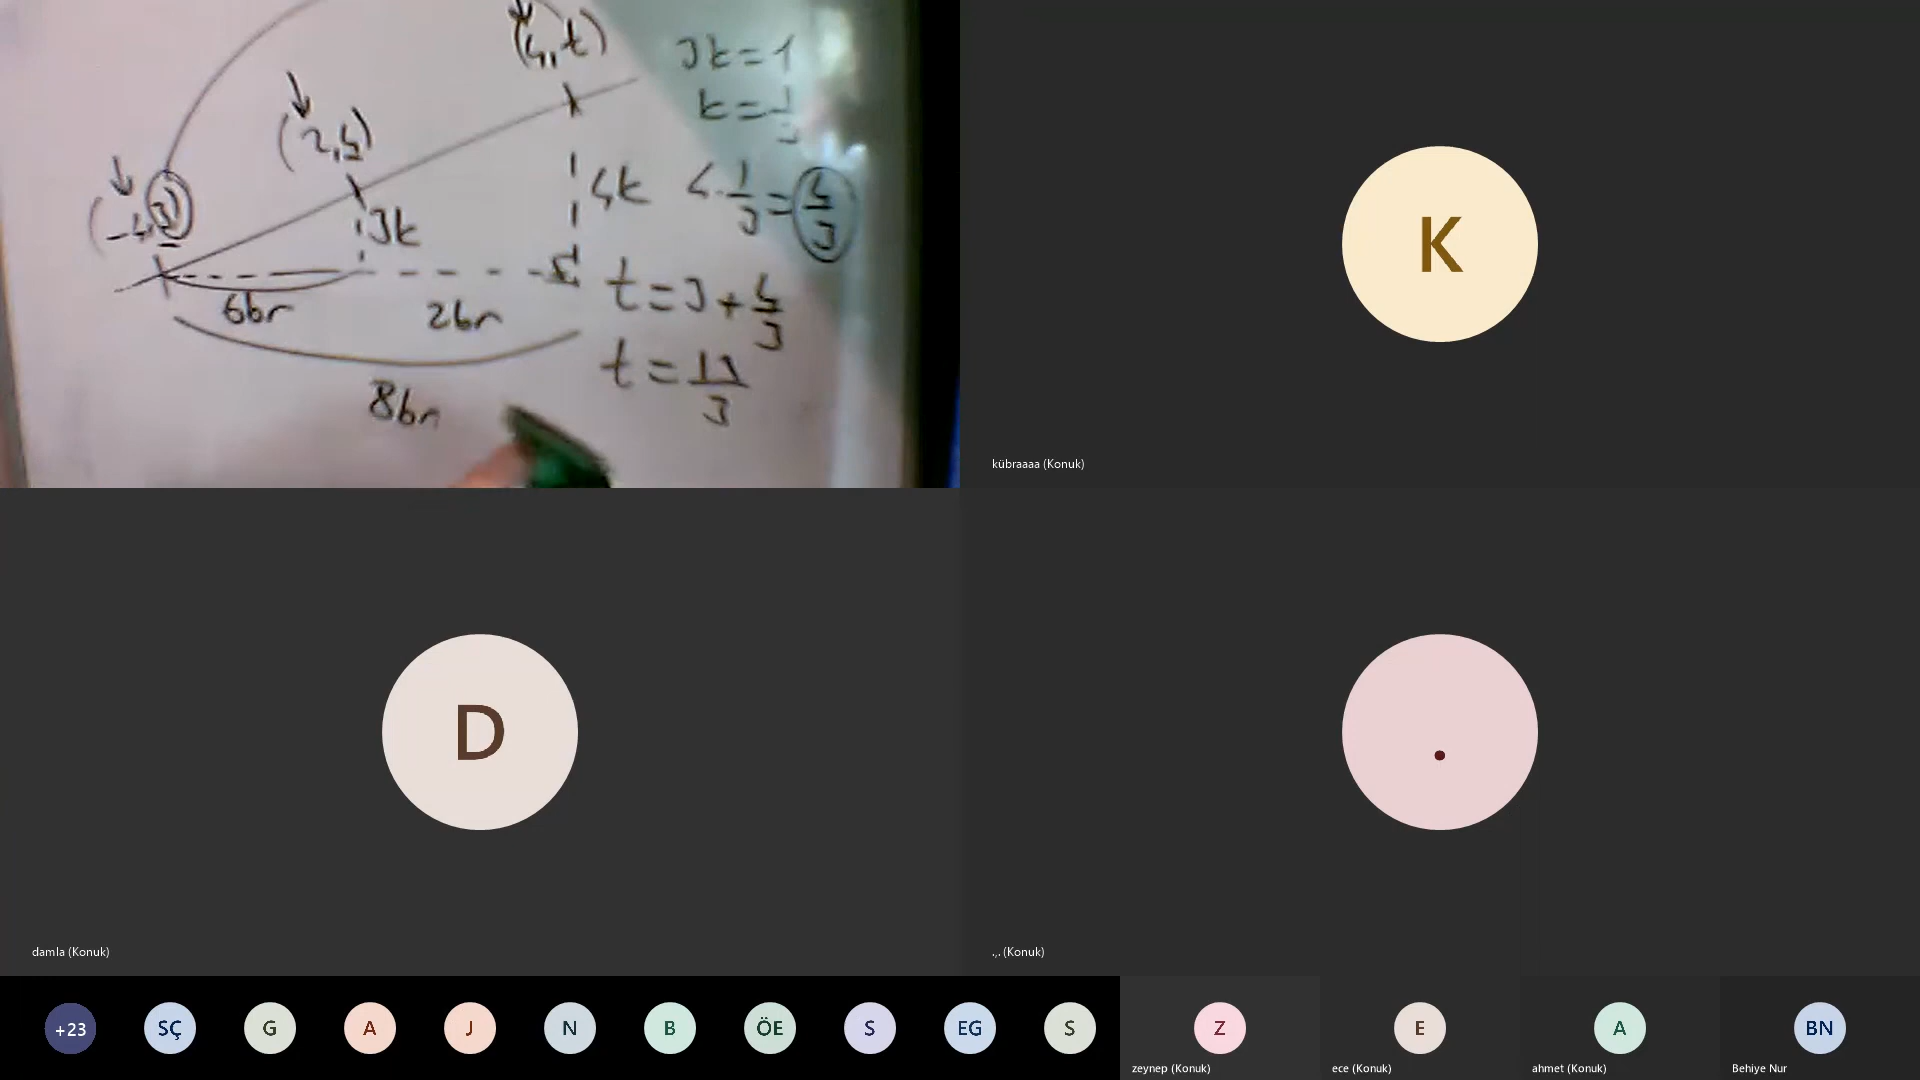 (4, t)
3k = 1
k = 1/3
(2,4)
(-4,3)
3k
4k
4 · 1/3 = 4/3
6br
2br
t = 3 + 4/3
t = 13/3
8br
K
kübraaaa (Konuk)
D
damla (Konuk)
.
.,. (Konuk)
+23 SÇ G A J N B ÖE S EG S Z E A BN
zeynep (Konuk) ece (Konuk) ahmet (Konuk) Behiye Nur